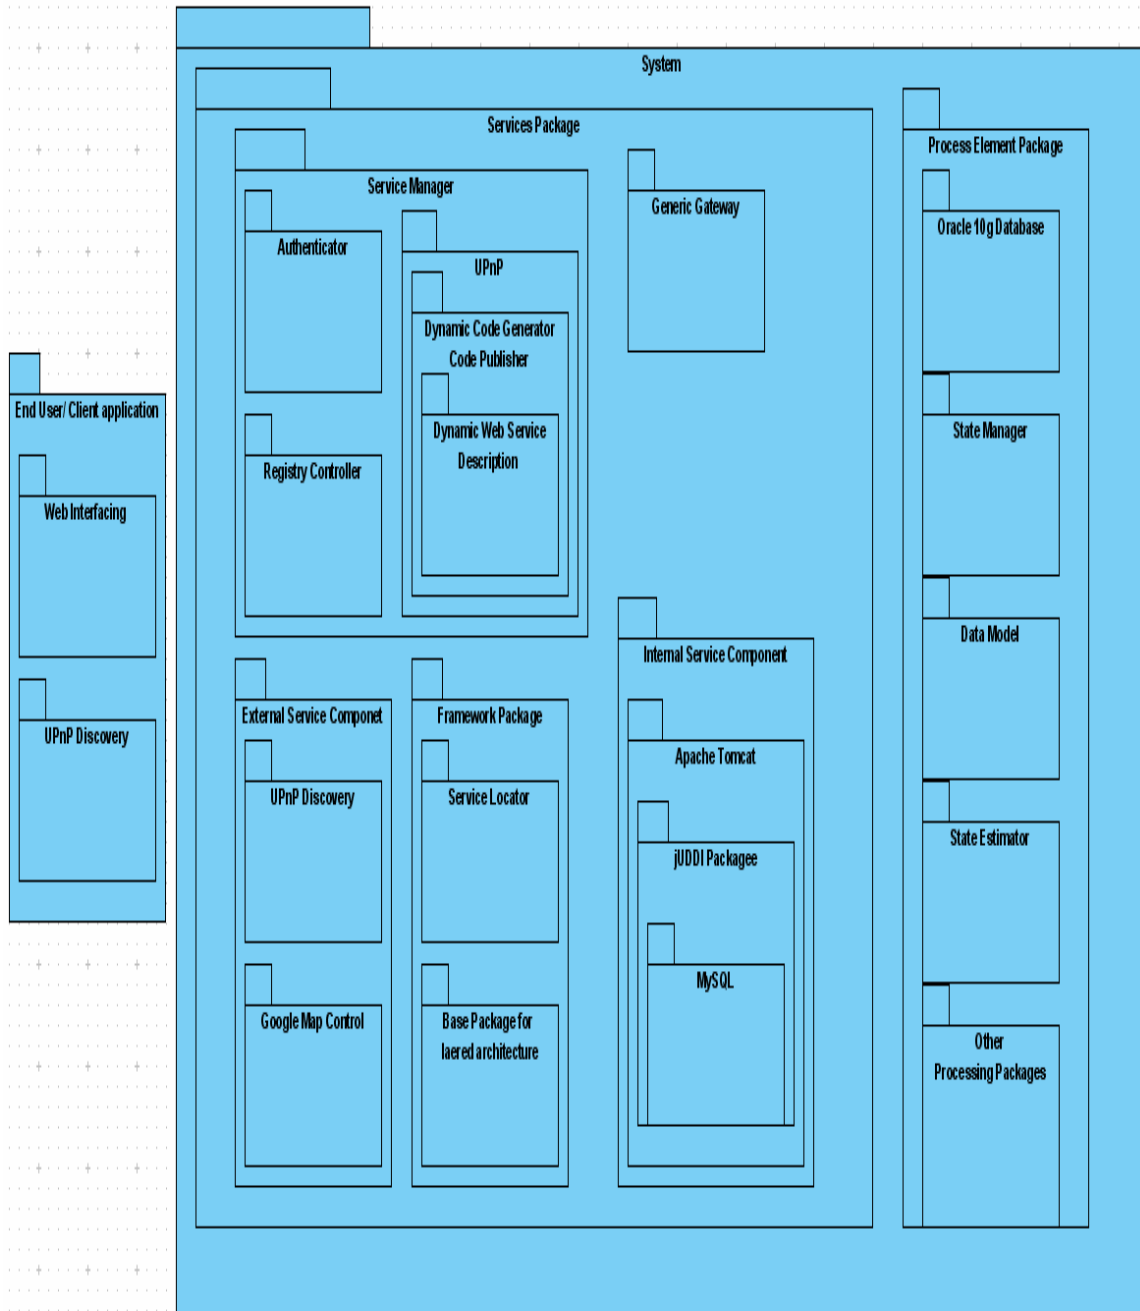 System
Services Package
Process Element Package
Service Manager
Generic Gateway
Oracle 10g Database
Authenticator
UPnP
Dynamic Code Generator
Code Publisher
End User/ Client application
Dynamic Web Service
Description
State Manager
Registry Controller
Web Interfacing
Data Model
Internal Service Component
External Service Componet
Framework Package
UPnP Discovery
Apache Tomcat
UPnP Discovery
Service Locator
State Estimator
jUDDI Packagee
MySQL
Google Map Control
Base Package for
laered architecture
Other
Processing Packages